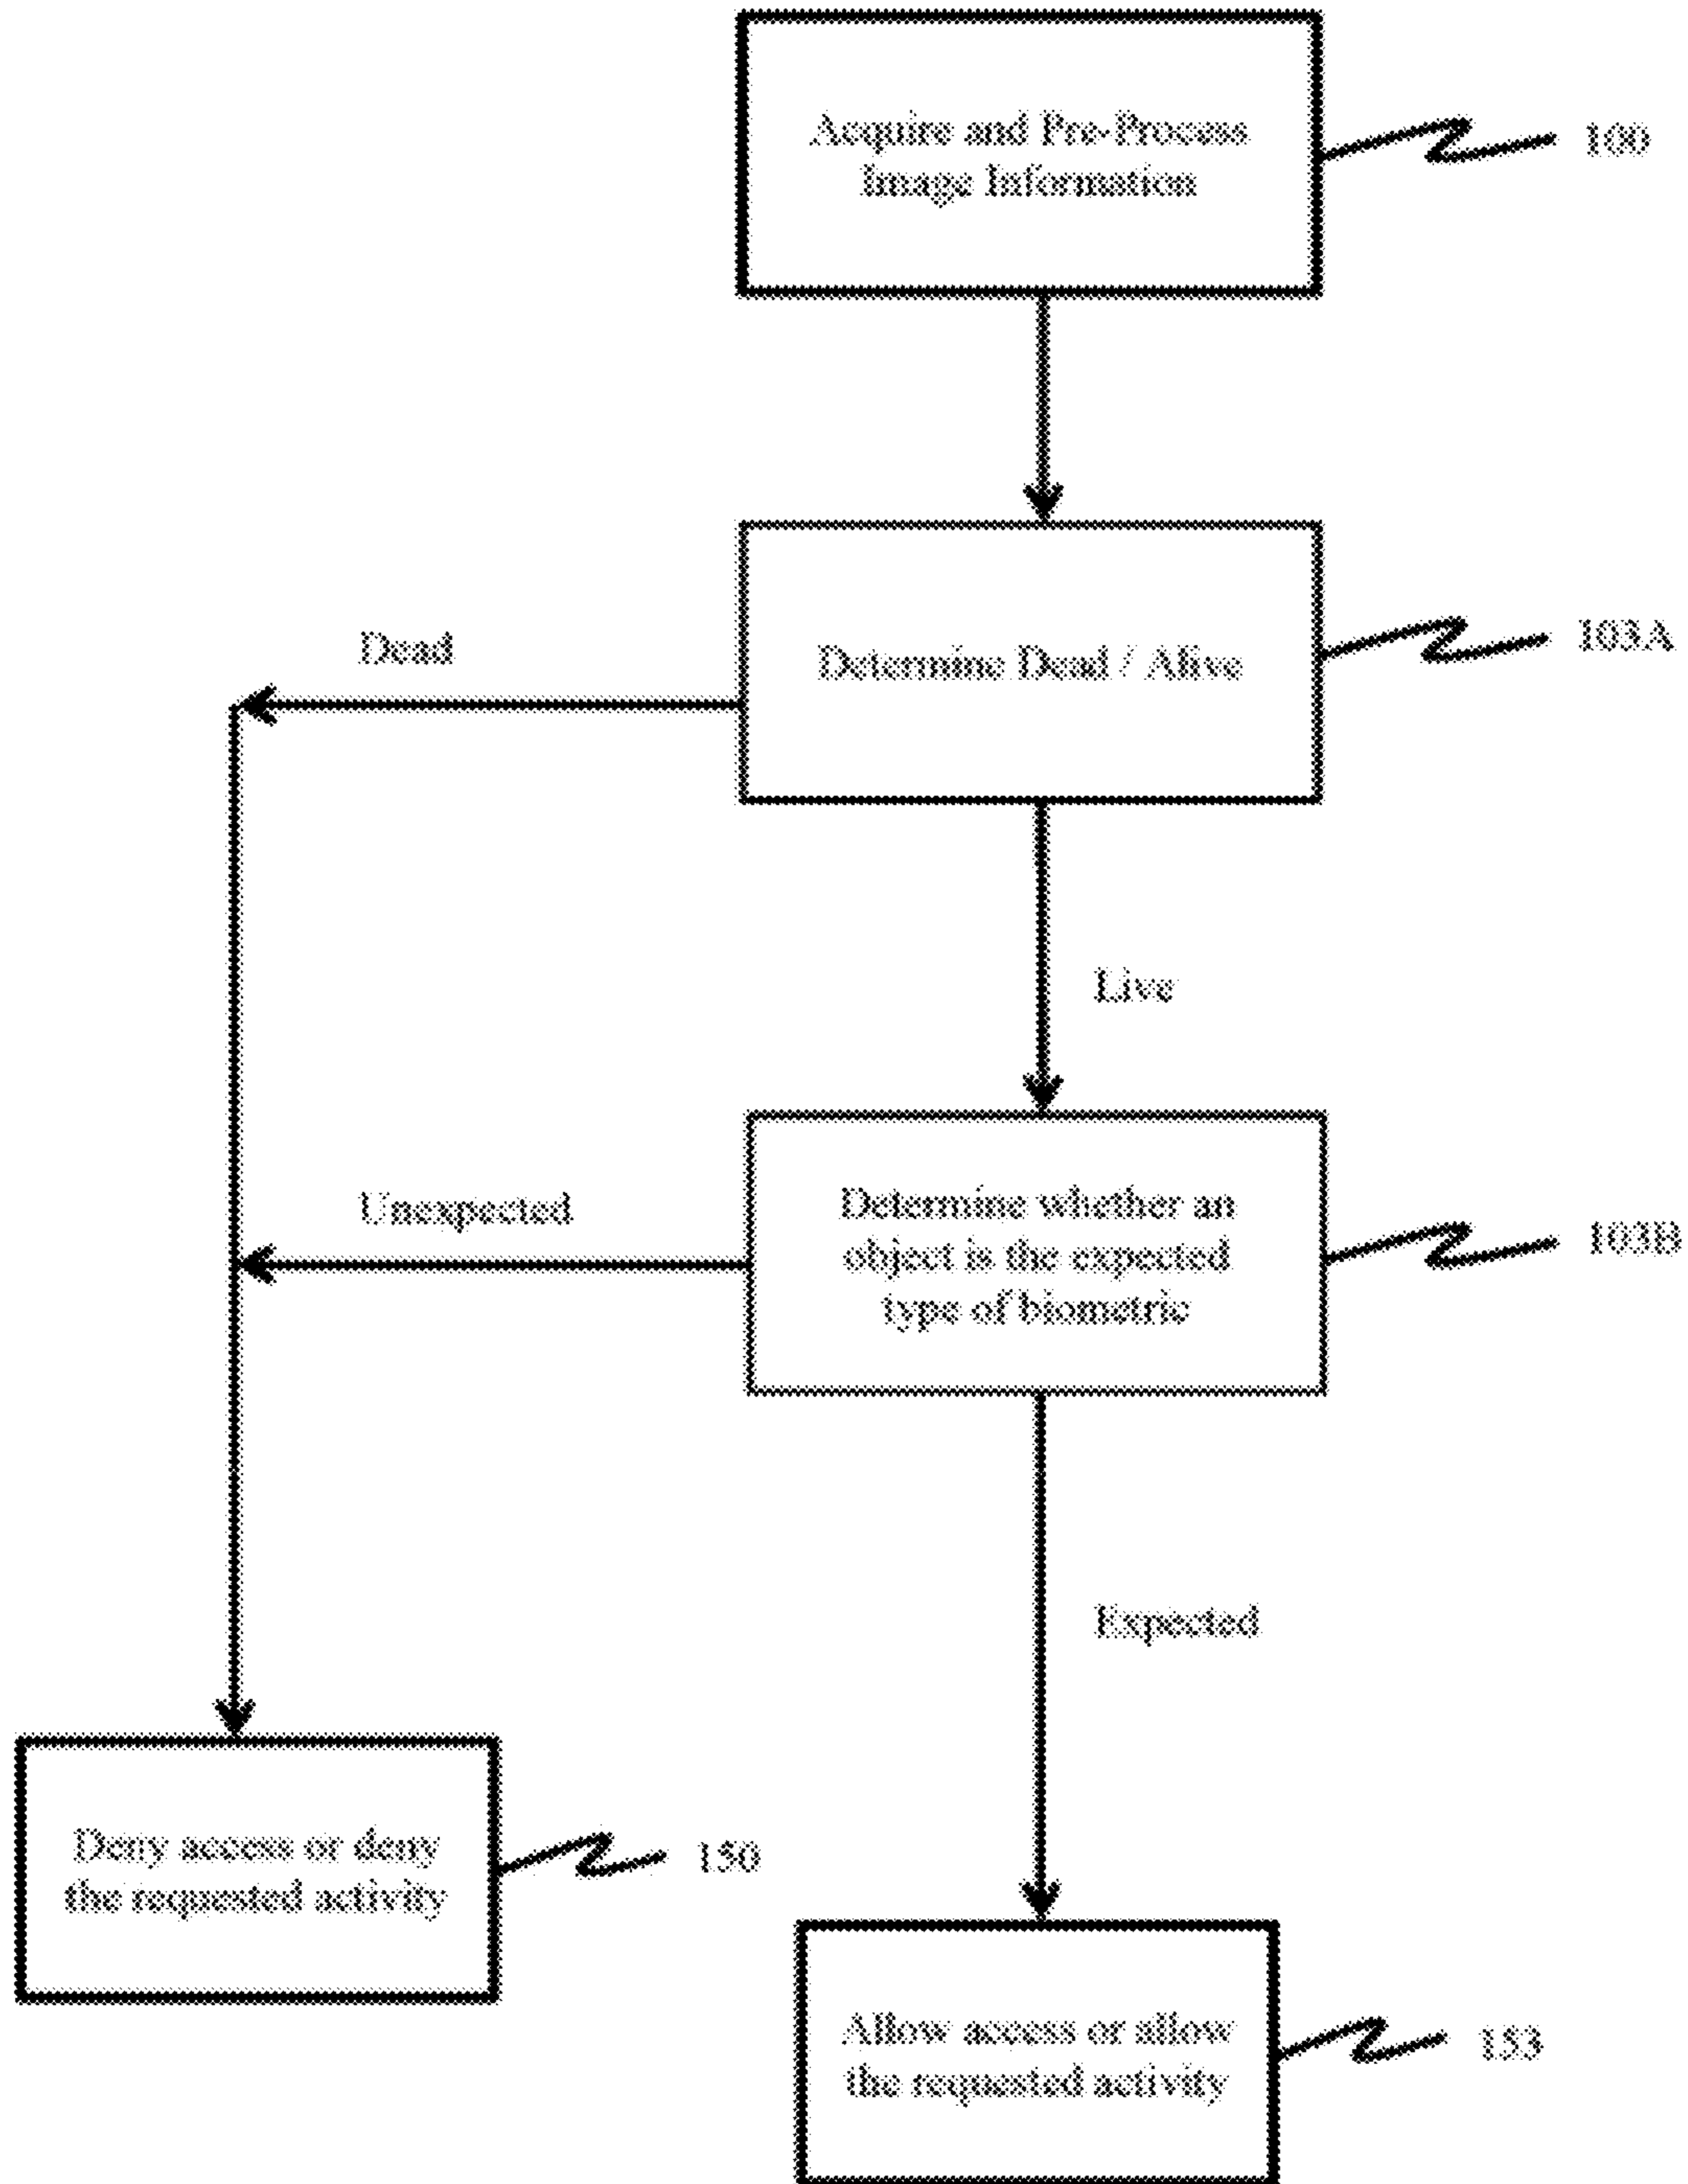 Acquire and Pre-Process
Image Information
100
Determine Dead / Alive
103A
Dead
Live
Determine whether an
object is the expected
type of biometric
103B
Unexpected
Expected
Deny access or deny
the requested activity
150
Allow access or allow
the requested activity
153